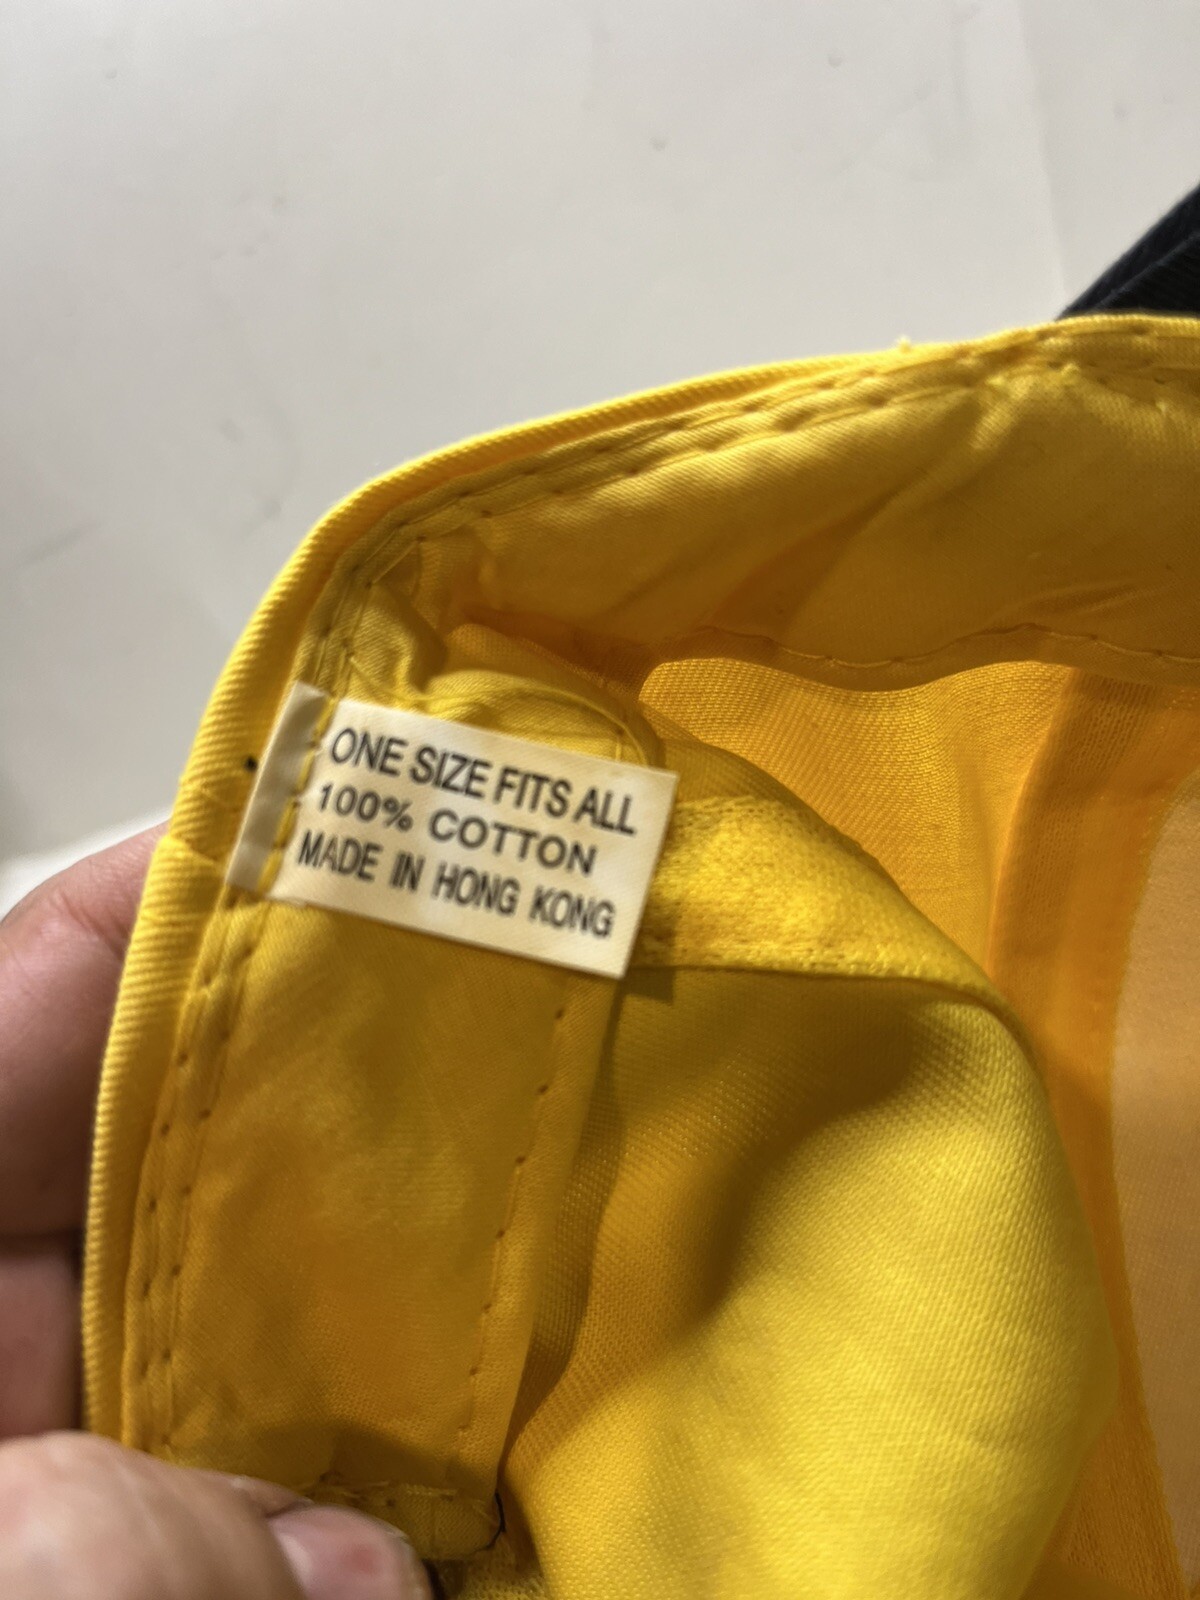 ONE SIZE FITS ALL
100% COTTON
MADE IN HONG KONG